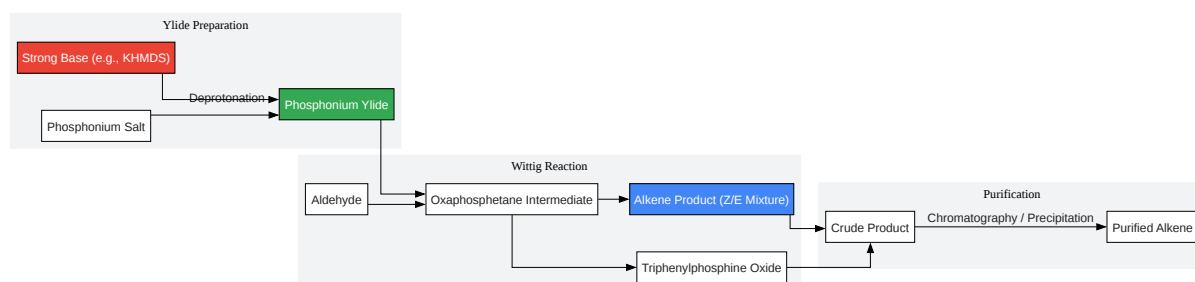 Ylide Preparation
Strong Base (e.g., KHMDS)
Deprotonation
Phosphonium Ylide
Phosphonium Salt
Wittig Reaction
Aldehyde
Oxaphosphetane Intermediate
Alkene Product (Z/E Mixture)
Triphenylphosphine Oxide
Purification
Crude Product
Chromatography / Precipitation
Purified Alkene